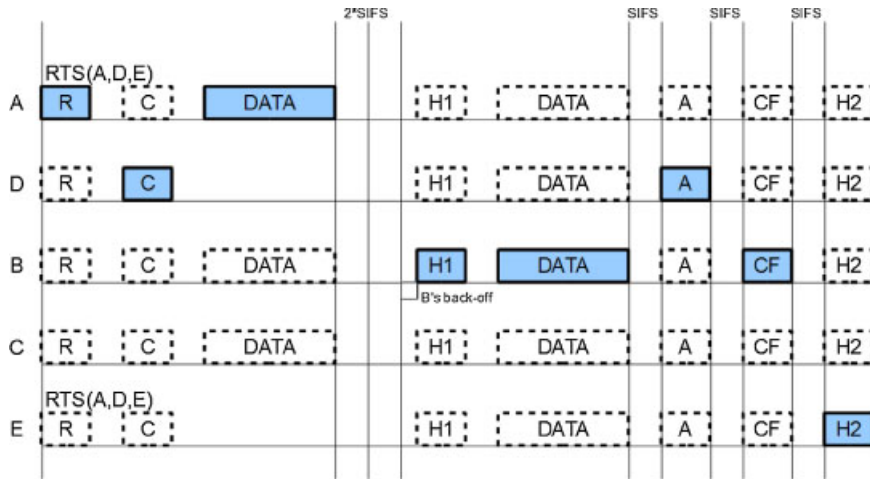 2*SIFS SIFS SIFS SIFS
RTS(A,D,E)
A R C DATA H1 DATA A CF H2
D R C H1 DATA A CF H2
B R C DATA H1 DATA A CF H2
B's back-off
C R C DATA H1 DATA A CF H2
RTS(A,D,E)
E R C H1 DATA A CF H2